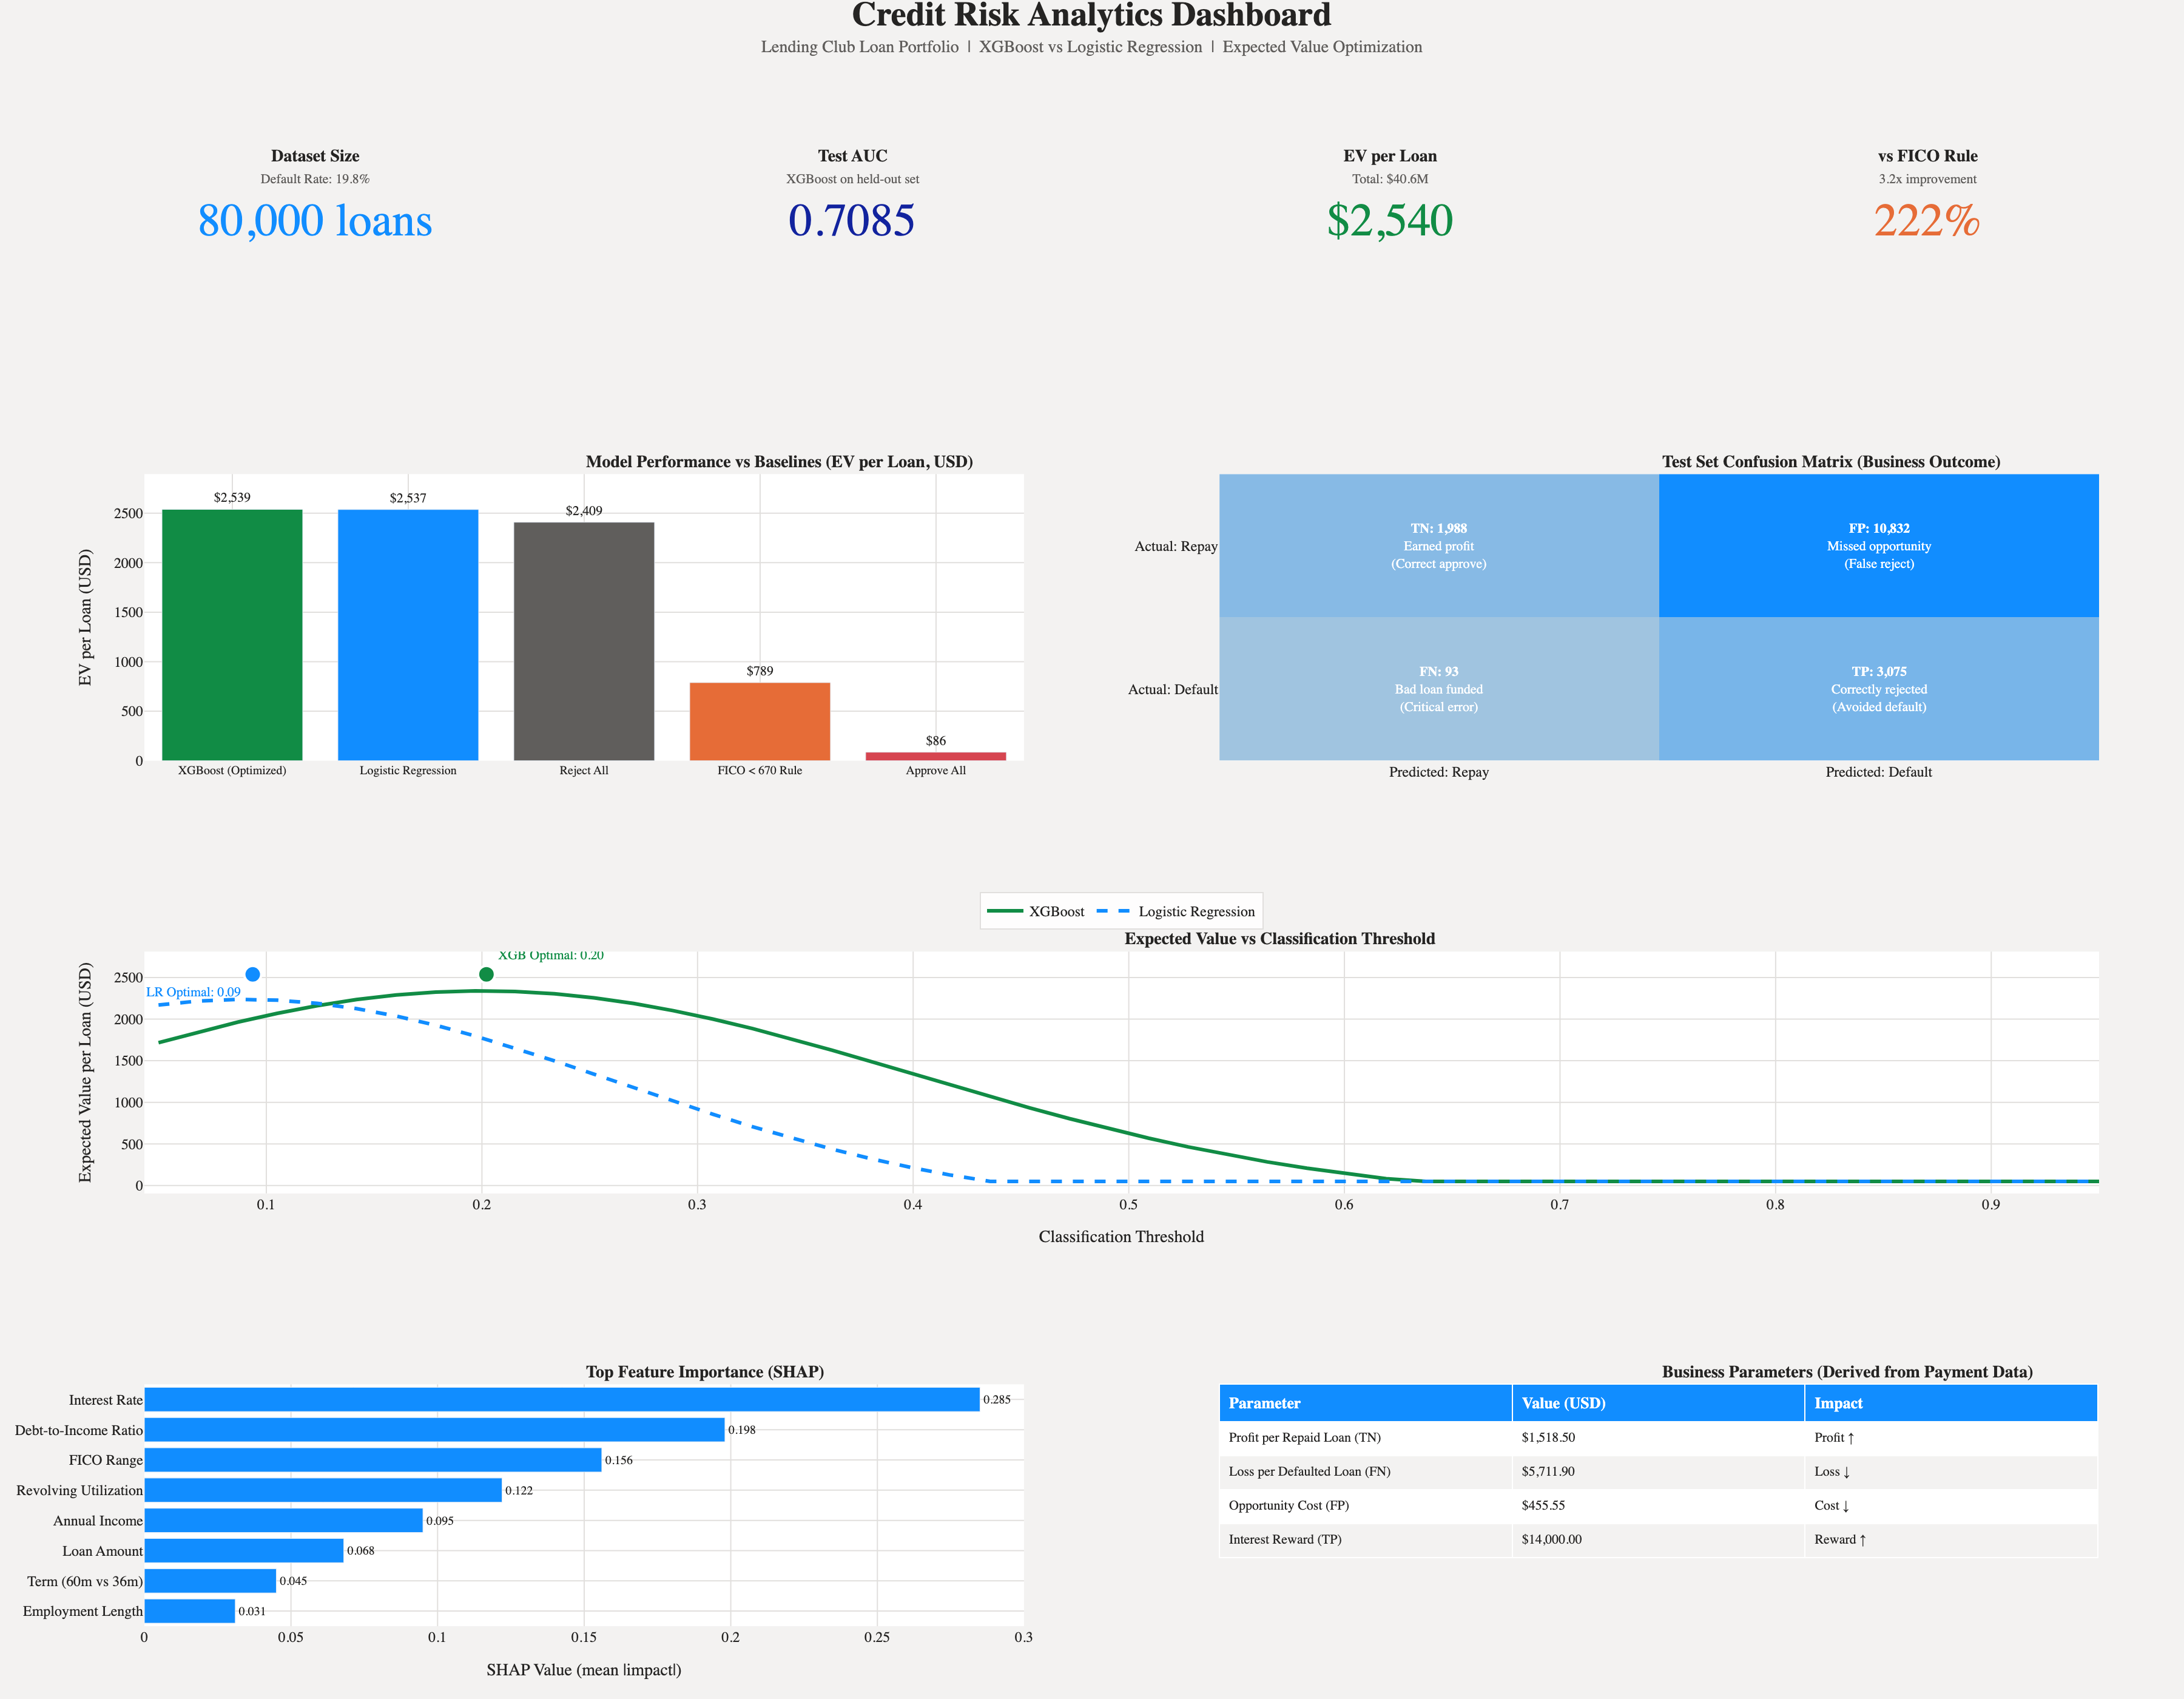 Credit Risk Analytics Dashboard
Lending Club Loan Portfolio | XGBoost vs Logistic Regression | Expected Value Optimization
Dataset Size
Default Rate: 19.8%
80,000 loans
Test AUC
XGBoost on held-out set
0.7085
EV per Loan
Total: $40.6M
$2,540
vs FICO Rule
3.2x improvement
222%
Model Performance vs Baselines (EV per Loan, USD)
EV per Loan (USD)
2500
2000
1500
1000
500
0
$2,539
$2,537
$2,409
$789
$86
XGBoost (Optimized)
Logistic Regression
Reject All
FICO < 670 Rule
Approve All
Test Set Confusion Matrix (Business Outcome)
Actual: Repay
TN: 1,988
Earned profit
(Correct approve)
FP: 10,832
Missed opportunity
(False reject)
Actual: Default
FN: 93
Bad loan funded
(Critical error)
TP: 3,075
Correctly rejected
(Avoided default)
Predicted: Repay
Predicted: Default
XGBoost
Logistic Regression
Expected Value vs Classification Threshold
Expected Value per Loan (USD)
2500
2000
1500
1000
500
0
XGB Optimal: 0.20
LR Optimal: 0.09
0.1
0.2
0.3
0.4
0.5
0.6
0.7
0.8
0.9
Classification Threshold
Top Feature Importance (SHAP)
Interest Rate
0.285
Debt-to-Income Ratio
0.198
FICO Range
0.156
Revolving Utilization
0.122
Annual Income
0.095
Loan Amount
0.068
Term (60m vs 36m)
0.045
Employment Length
0.031
0
0.05
0.1
0.15
0.2
0.25
0.3
SHAP Value (mean |impact|)
Business Parameters (Derived from Payment Data)
Parameter Value (USD) Impact
Profit per Repaid Loan (TN) $1,518.50 Profit ↑
Loss per Defaulted Loan (FN) $5,711.90 Loss ↓
Opportunity Cost (FP) $455.55 Cost ↓
Interest Reward (TP) $14,000.00 Reward ↑